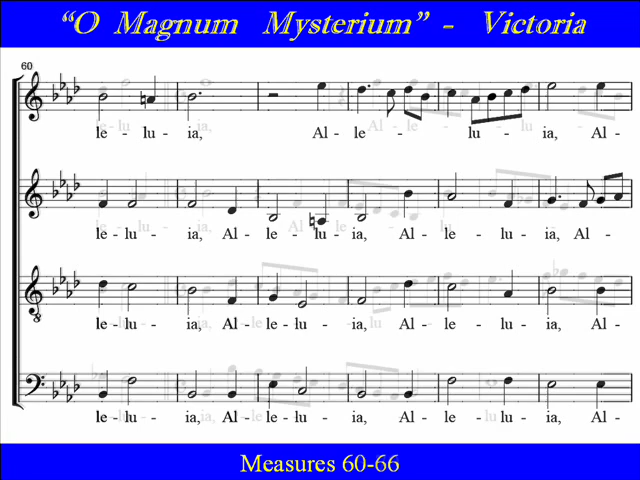 “O Magnum Mysterium” - Victoria
60
le - lu - ia, Al - le - lu - ia, Al -
le - lu - ia, Al - le - lu - ia, Al - le - lu - ia, Al -
8
le - lu - ia, Al - le - lu - ia, Al - le - lu - ia, Al -
le - lu - ia, Al - le - lu - ia, Al - le - lu - ia, Al -
Measures 60-66